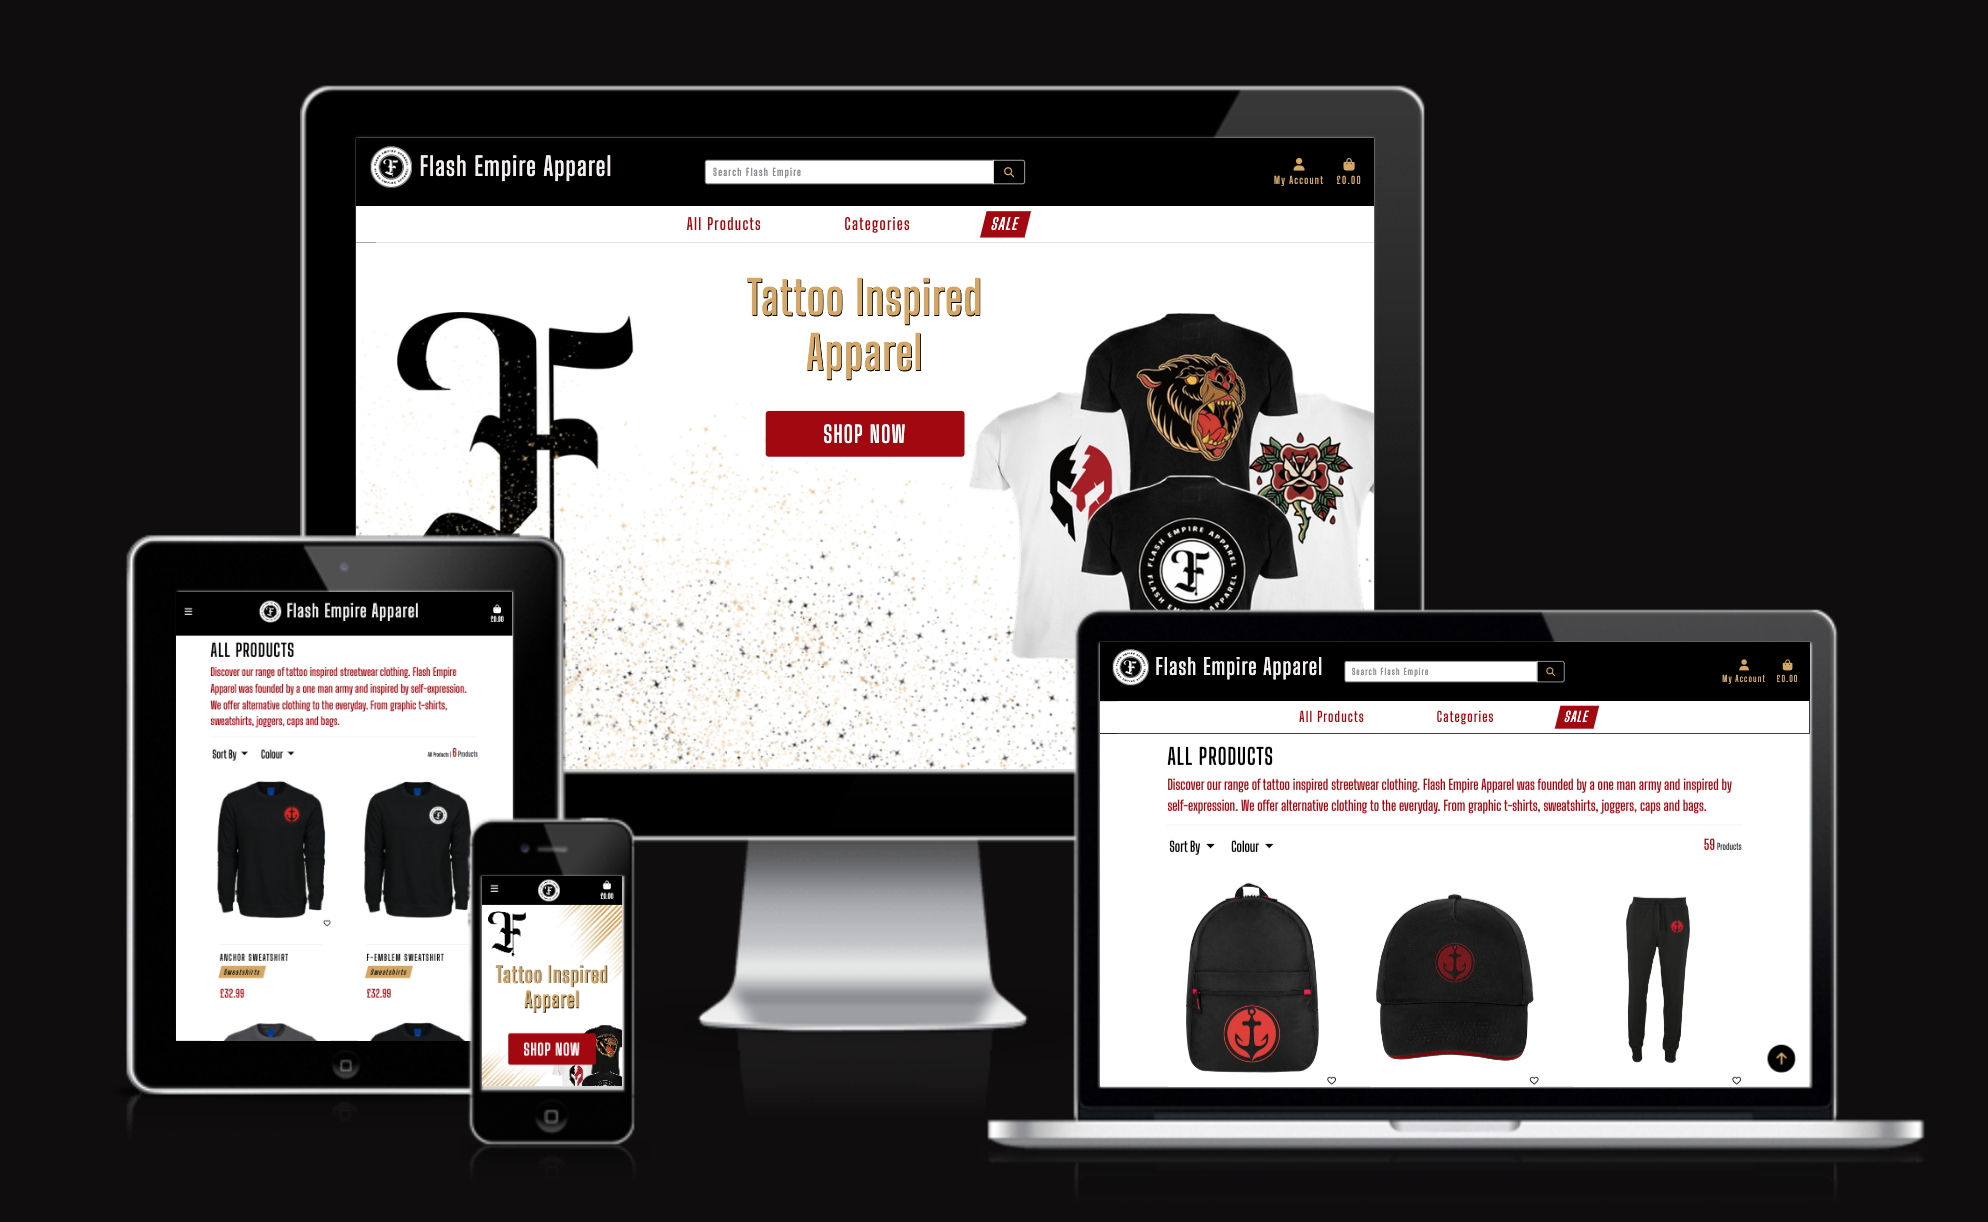 Flash Empire Apparel
Search Flash Empire
My Account
£0.00
All Products
Categories
SALE
Tattoo Inspired
Apparel
SHOP NOW
FLASH EMPIRE APPAREL
Flash Empire Apparel
£0.00
ALL PRODUCTS
Discover our range of tattoo inspired streetwear clothing. Flash Empire
Apparel was founded by a one man army and inspired by self-expression.
We offer alternative clothing to the everyday. From graphic t-shirts,
sweatshirts, joggers, caps and bags.
Sort By
Colour
All Products | 6 Products
ANCHOR SWEATSHIRT
Sweatshirts
£32.99
F-EMBLEM SWEATSHIRT
Sweatshirts
£32.99
£0.00
Tattoo Inspired
Apparel
SHOP NOW
Flash Empire Apparel
Search Flash Empire
My Account
£0.00
All Products
Categories
SALE
ALL PRODUCTS
Discover our range of tattoo inspired streetwear clothing. Flash Empire Apparel was founded by a one man army and inspired by
self-expression. We offer alternative clothing to the everyday. From graphic t-shirts, sweatshirts, joggers, caps and bags.
Sort By
Colour
59 Products